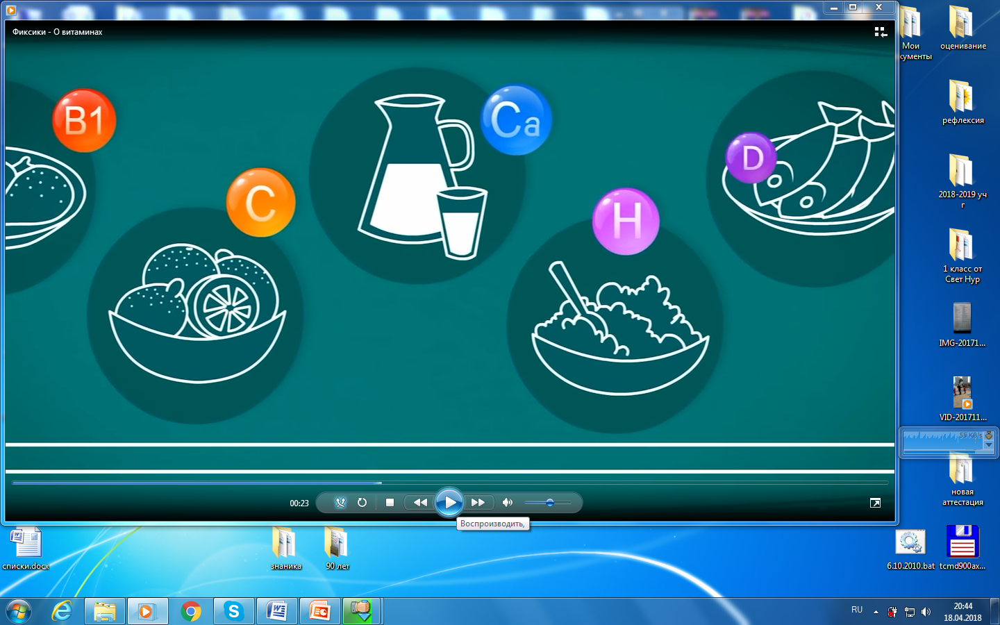 Фиксики - О витаминах
B1
C
Ca
H
D
00:23
Воспроизводить,
Мои
кументы
оценивание
рефлексия
2018-2019 уч
г
1 класс от
Свет Нур
IMG-20171...
VID-201711...
55 KB/s
новая
аттестация
6.10.2010.bat
tcmd900ax...
списки.docx
знаника
90 лет
RU
20:44
18.04.2018